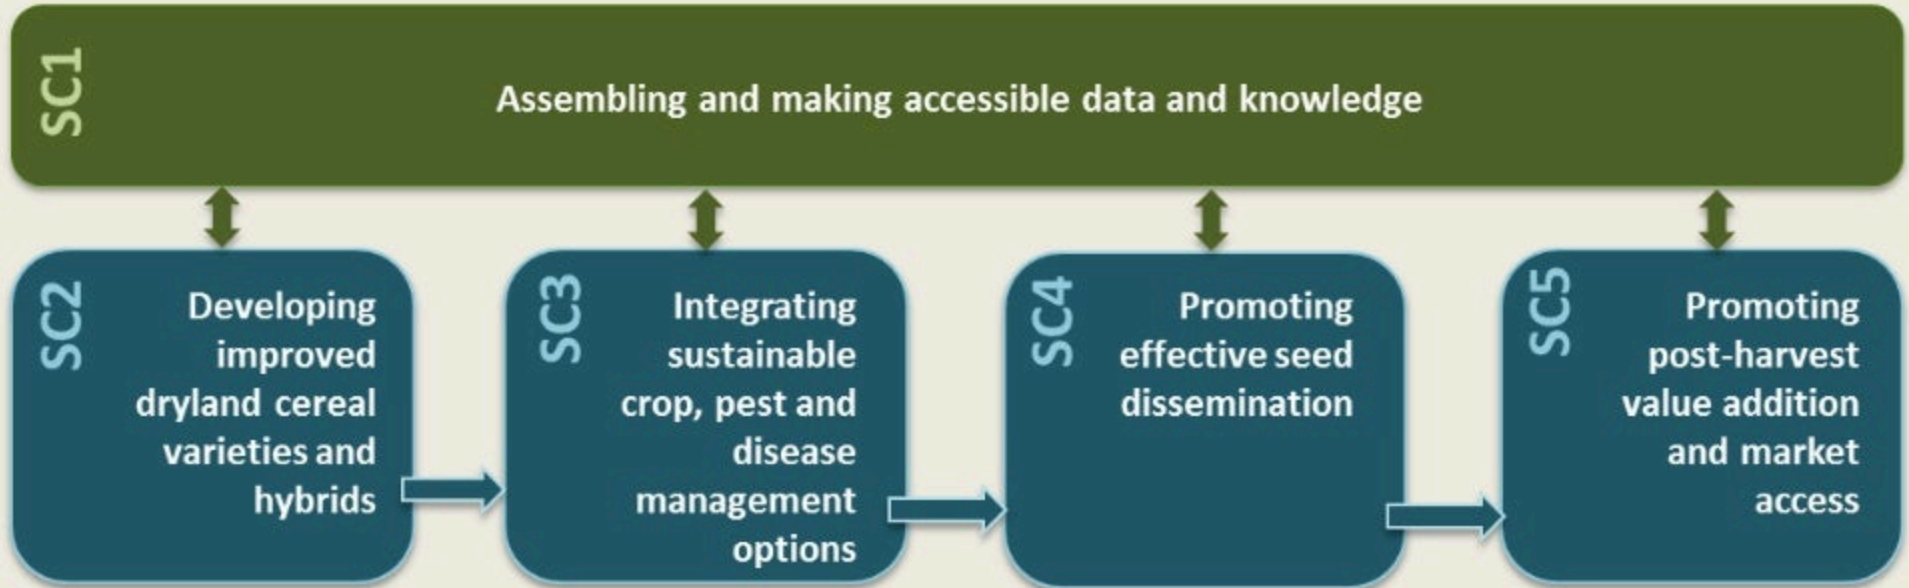 SC1
Assembling and making accessible data and knowledge
SC2
Developing
improved
dryland cereal
varieties and
hybrids
SC3
Integrating
sustainable
crop, pest and
disease
management
options
SC4
Promoting
effective seed
dissemination
SC5
Promoting
post-harvest
value addition
and market
access